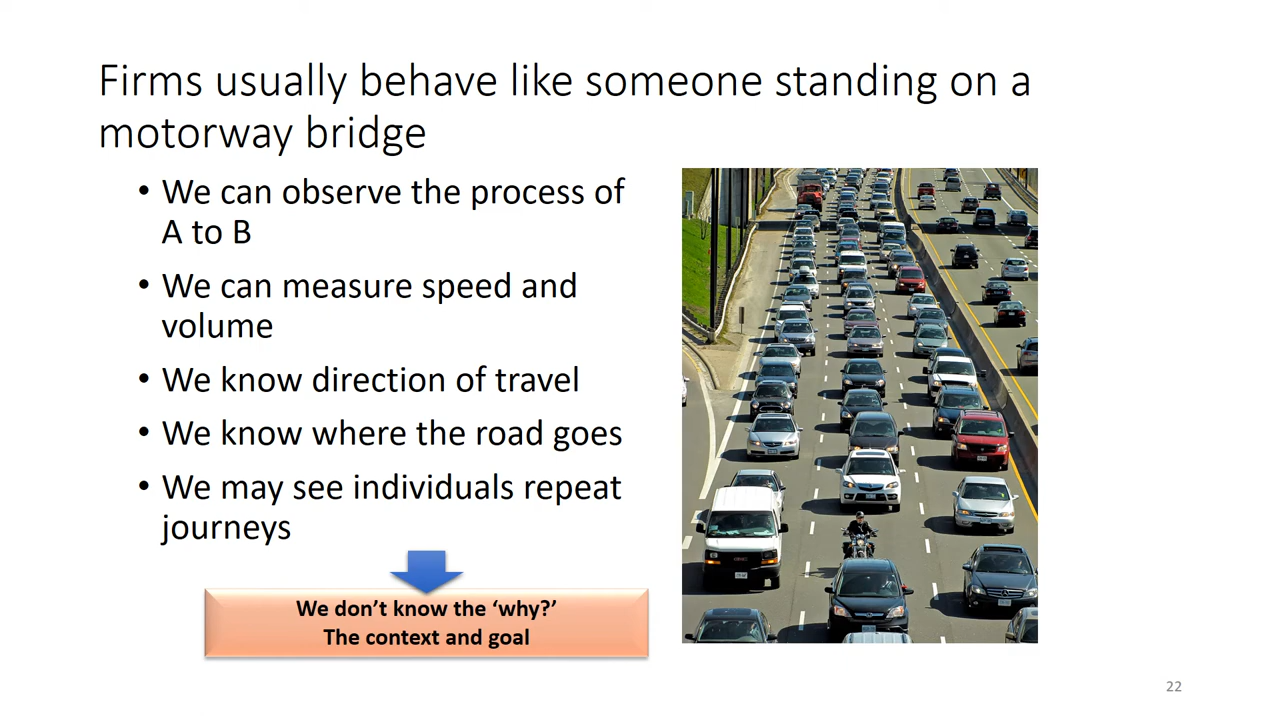 Firms usually behave like someone standing on a
motorway bridge
• We can observe the process of
A to B
• We can measure speed and
volume
• We know direction of travel
• We know where the road goes
• We may see individuals repeat
journeys
We don’t know the ‘why?’
The context and goal
22